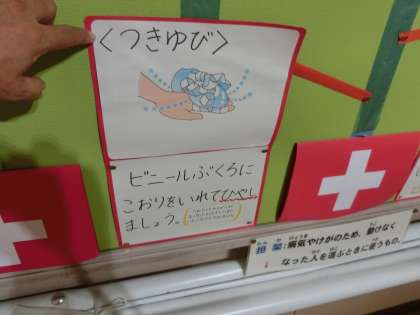 〈つきゆび〉
ビニールぶくろに
こおりをいれてひやし
ましょう。
担架:病気やけがのため、動けなく
なった人を運ぶときに使うもの。